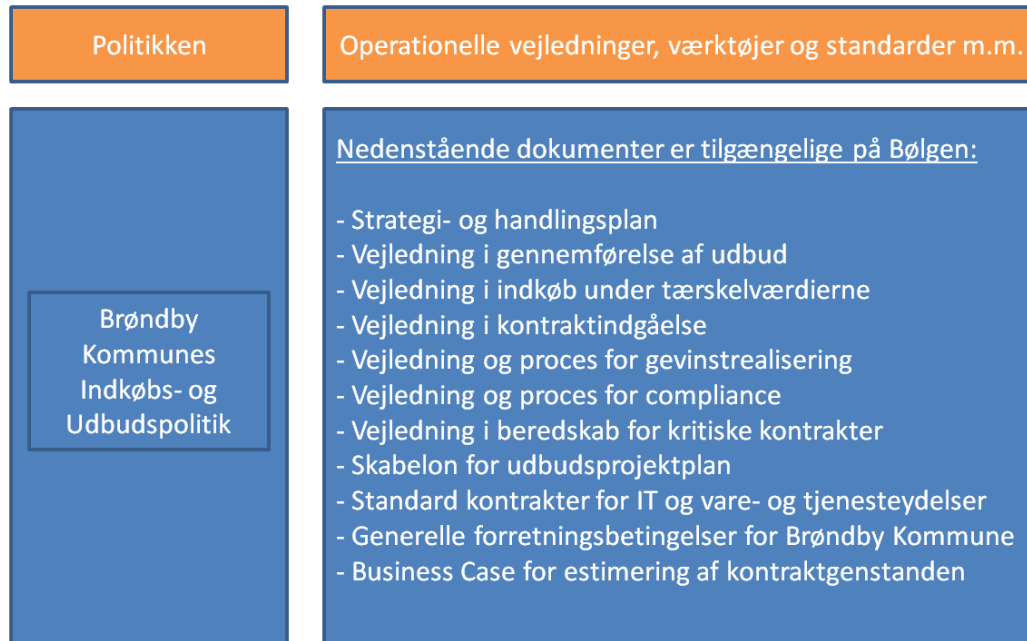 Politikken
Operationelle vejledninger, værktøjer og standarder m.m.
Brøndby
Kommunes
Indkøbs- og
Udbudspolitik
Nedenstående dokumenter er tilgængelige på Bølgen:
- Strategi- og handlingsplan
- Vejledning i gennemførelse af udbud
- Vejledning i indkøb under tærskelværdierne
- Vejledning i kontraktindgåelse
- Vejledning og proces for gevinstrealisering
- Vejledning og proces for compliance
- Vejledning i beredskab for kritiske kontrakter
- Skabelon for udbudsprojektplan
- Standard kontrakter for IT og vare- og tjenesteydelser
- Generelle forretningsbetingelser for Brøndby Kommune
- Business Case for estimering af kontraktgenstanden